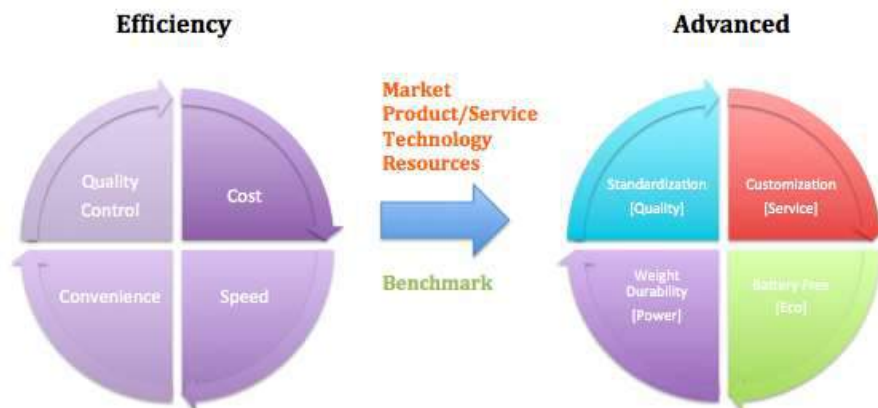 Efficiency
Advanced
Quality
Control
Cost
Convenience
Speed
Market
Product/Service
Technology
Resources
Benchmark
Standardization
[Quality]
Customization
[Service]
Weight
Durability
[Power]
Battery Free
[Eco]